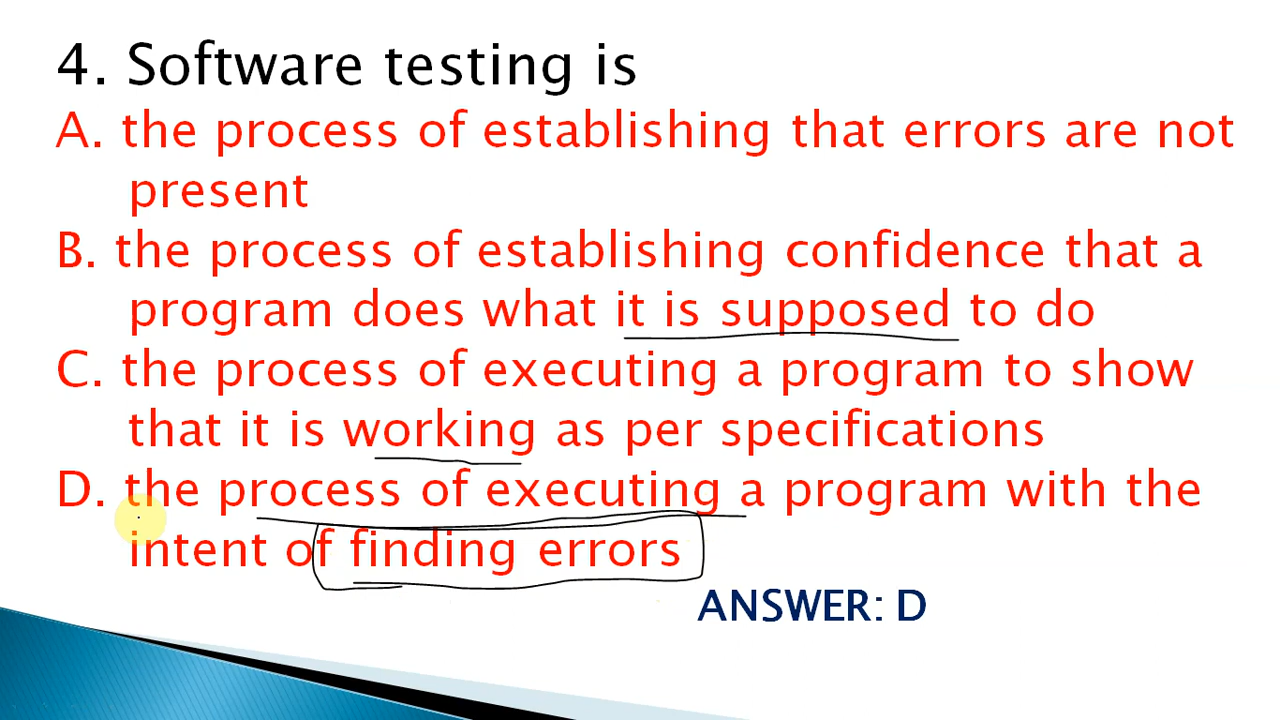 4. Software testing is
A. the process of establishing that errors are not
present
B. the process of establishing confidence that a
program does what it is supposed to do
C. the process of executing a program to show
that it is working as per specifications
D. the process of executing a program with the
intent of finding errors
ANSWER: D